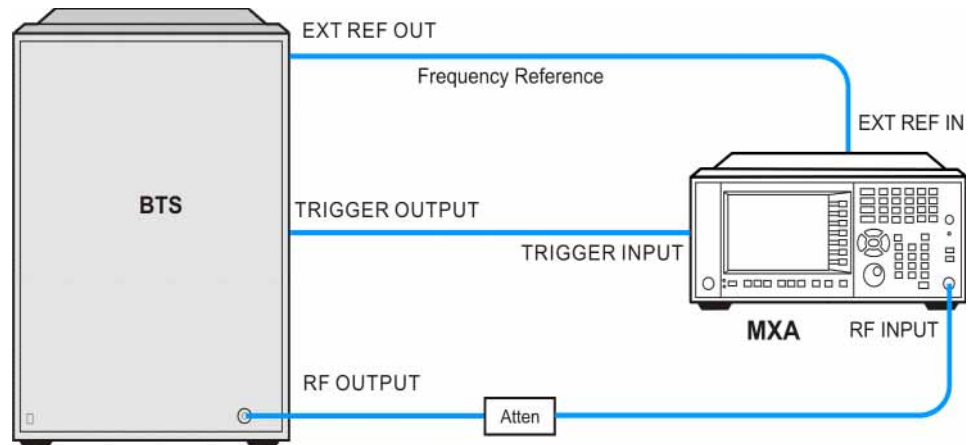 EXT REF OUT
Frequency Reference
EXT REF IN
BTS
TRIGGER OUTPUT
TRIGGER INPUT
MXA
RF INPUT
RF OUTPUT
Atten